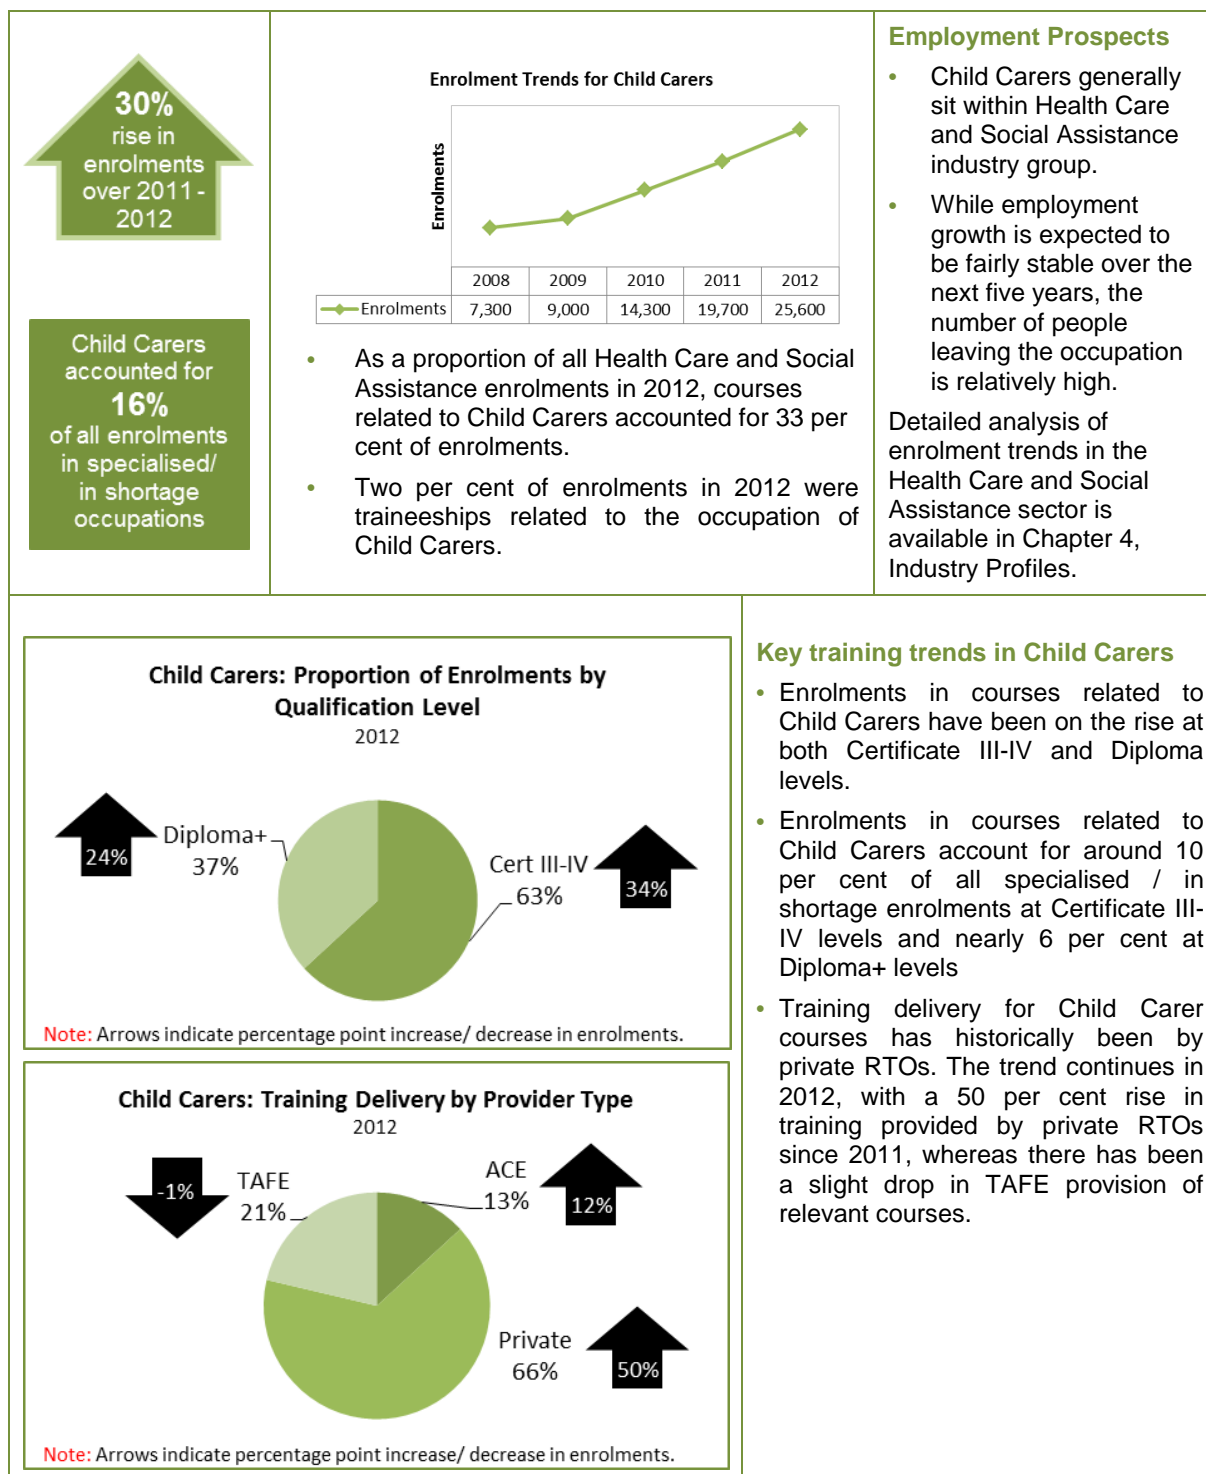 30%
rise in
enrolments
over 2011 -
2012
Child Carers
accounted for
16%
of all enrolments
in specialised/
in shortage
occupations
Enrolment Trends for Child Carers
Enrolments
2008 2009 2010 2011 2012
Enrolments 7,300 9,000 14,300 19,700 25,600
• As a proportion of all Health Care and Social
Assistance enrolments in 2012, courses
related to Child Carers accounted for 33 per
cent of enrolments.
• Two per cent of enrolments in 2012 were
traineeships related to the occupation of
Child Carers.
Employment Prospects
• Child Carers generally
sit within Health Care
and Social Assistance
industry group.
• While employment
growth is expected to
be fairly stable over the
next five years, the
number of people
leaving the occupation
is relatively high.
Detailed analysis of
enrolment trends in the
Health Care and Social
Assistance sector is
available in Chapter 4,
Industry Profiles.
Child Carers: Proportion of Enrolments by
Qualification Level
2012
24%
Diploma+
37%
Cert III-IV
63%
34%
Note: Arrows indicate percentage point increase/ decrease in enrolments.
Child Carers: Training Delivery by Provider Type
2012
-1%
TAFE
21%
ACE
13%
12%
Private
66%
50%
Note: Arrows indicate percentage point increase/ decrease in enrolments.
Key training trends in Child Carers
• Enrolments in courses related to
Child Carers have been on the rise at
both Certificate III-IV and Diploma
levels.
• Enrolments in courses related to
Child Carers account for around 10
per cent of all specialised / in
shortage enrolments at Certificate III-
IV levels and nearly 6 per cent at
Diploma+ levels
• Training delivery for Child Carer
courses has historically been by
private RTOs. The trend continues in
2012, with a 50 per cent rise in
training provided by private RTOs
since 2011, whereas there has been
a slight drop in TAFE provision of
relevant courses.